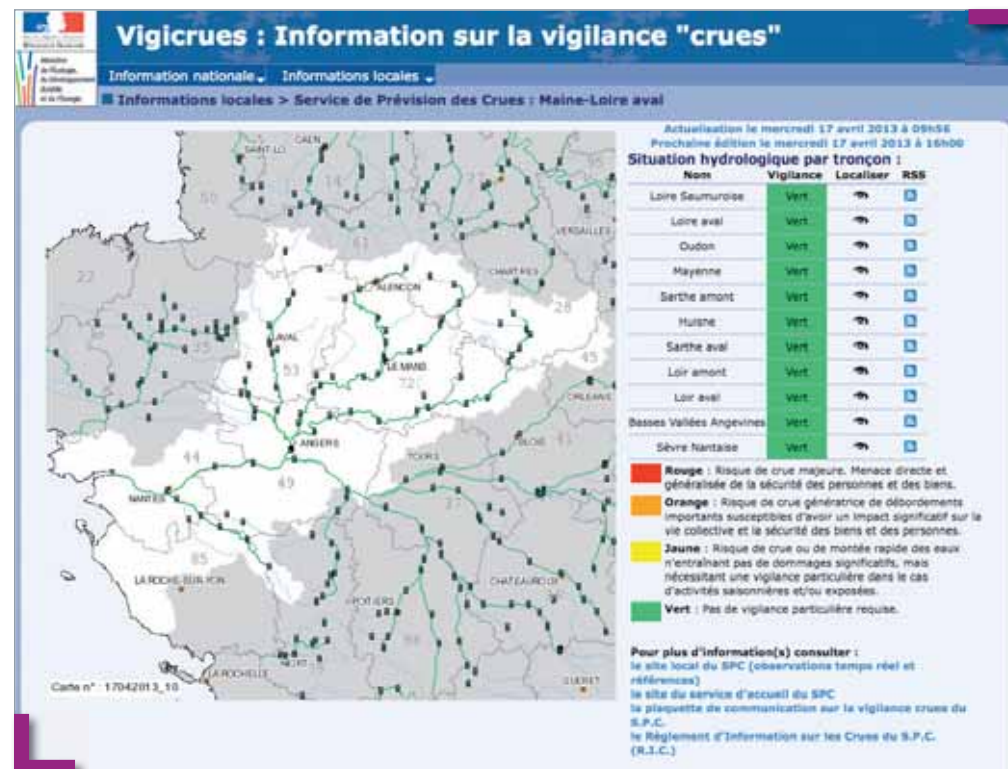 Vigicrues : Information sur la vigilance "crues"
Information nationale Informations locales
Informations locales > Service de Prévision des Crues : Maine-Loire aval
Actualisation le mercredi 17 avril 2013 à 09h56
Prochaine édition le mercredi 17 avril 2013 à 16h00
Situation hydrologique par tronçon :
Nom Vigilance Localiser RSS
Loire Saumuroise Vert
Loire aval Vert
Oudon Vert
Mayenne Vert
Sarthe amont Vert
Huisne Vert
Sarthe aval Vert
Loir amont Vert
Loir aval Vert
Basses Vallées Angevines Vert
Sèvre Nantaise Vert
Rouge : Risque de crue majeure. Menace directe et
généralisée de la sécurité des personnes et des biens.
Orange : Risque de crue génératrice de débordements
importants susceptibles d'avoir un impact significatif sur la
vie collective et la sécurité des biens et des personnes.
Jaune : Risque de crue ou de montée rapide des eaux
n'entraînant pas de dommages significatifs, mais
nécessitant une vigilance particulière dans le cas
d'activités saisonnières et/ou exposées.
Vert : Pas de vigilance particulière requise.
Pour plus d'information(s) consulter :
le site local du SPC (observations temps réel et
références)
le site du service d'accueil du SPC
la plaquette de communication sur la vigilance crues du
S.P.C.
le Règlement d'Information sur les Crues du S.P.C.
(R.I.C.)
CAEN
SAINT-LO
14
50
61
VERSAILLES
22
CHARTRES
ALENCON
28
35
LAVAL
53
LE MANS
72
45
ORLEANS
ANGERS
BLOIS
41
TOURS
44
49
37
NANTES
85
LA ROCHE-SUR-YON
CHATEAUROUX
POITIERS
86
NIORT
LA ROCHELLE
GUERET
Carte n° : 17042013_10